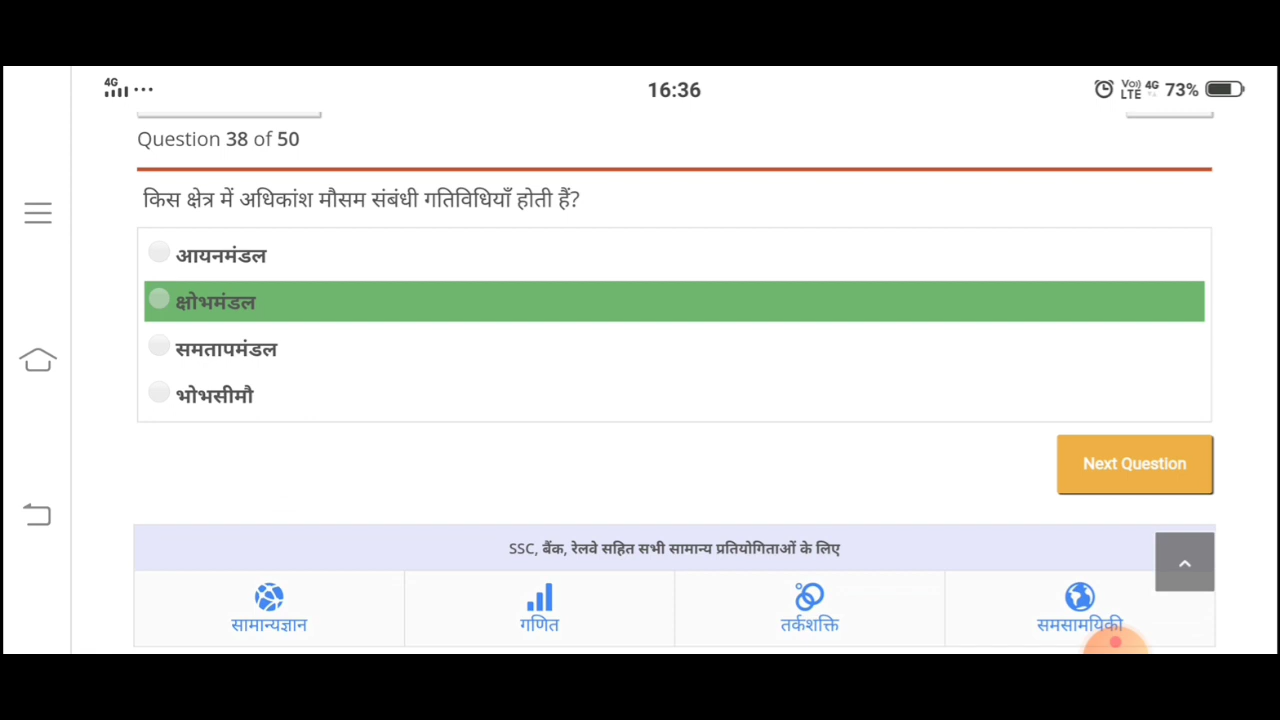 4G ... 16:36 Vo)) LTE 4G 73%
Question 38 of 50
किस क्षेत्र में अधिकांश मौसम संबंधी गतिविधियाँ होती हैं?
आयनमंडल
क्षोभमंडल
समतापमंडल
भोभसीमौ
Next Question
SSC, बैंक, रेलवे सहित सभी सामान्य प्रतियोगिताओं के लिए
सामान्यज्ञान गणित तर्कशक्ति समसामयिकी